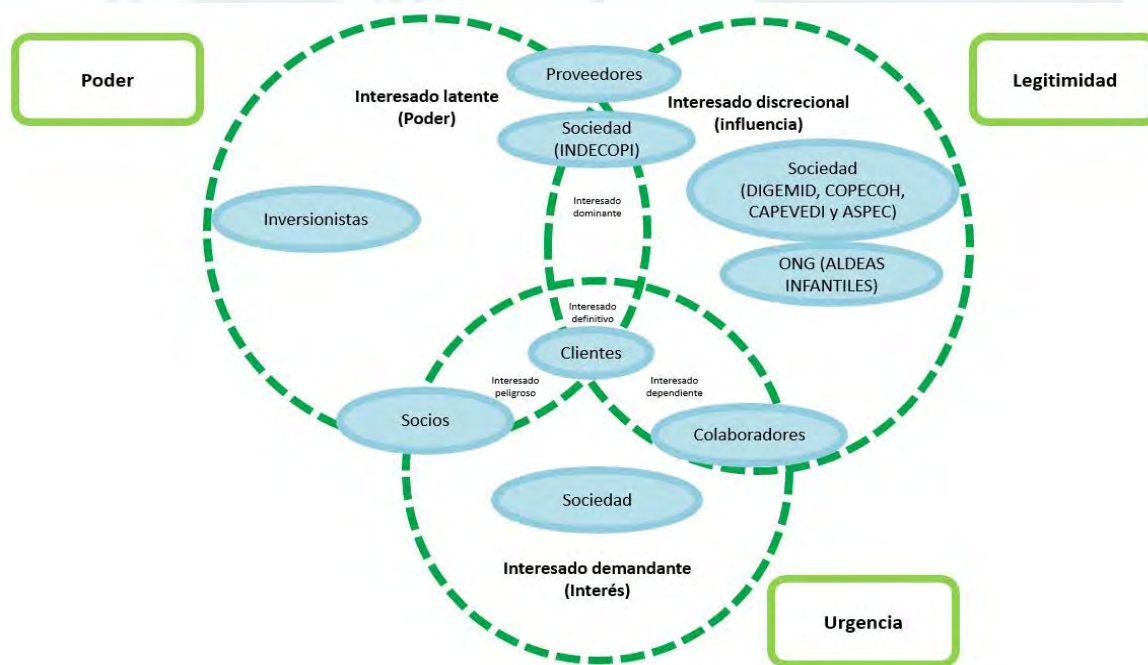 Poder
Legitimidad
Proveedores
Interesado latente
(Poder)
Interesado discrecional
(influencia)
Sociedad
(INDECOPI)
Sociedad
(DIGEMID, COPECOH,
CAPEVEDI y ASPEC)
Inversionistas
Interesado
dominante
ONG (ALDEAS
INFANTILES)
Interesado
definitivo
Clientes
Interesado
peligroso
Interesado
dependiente
Socios
Colaboradores
Sociedad
Interesado demandante
(Interés)
Urgencia